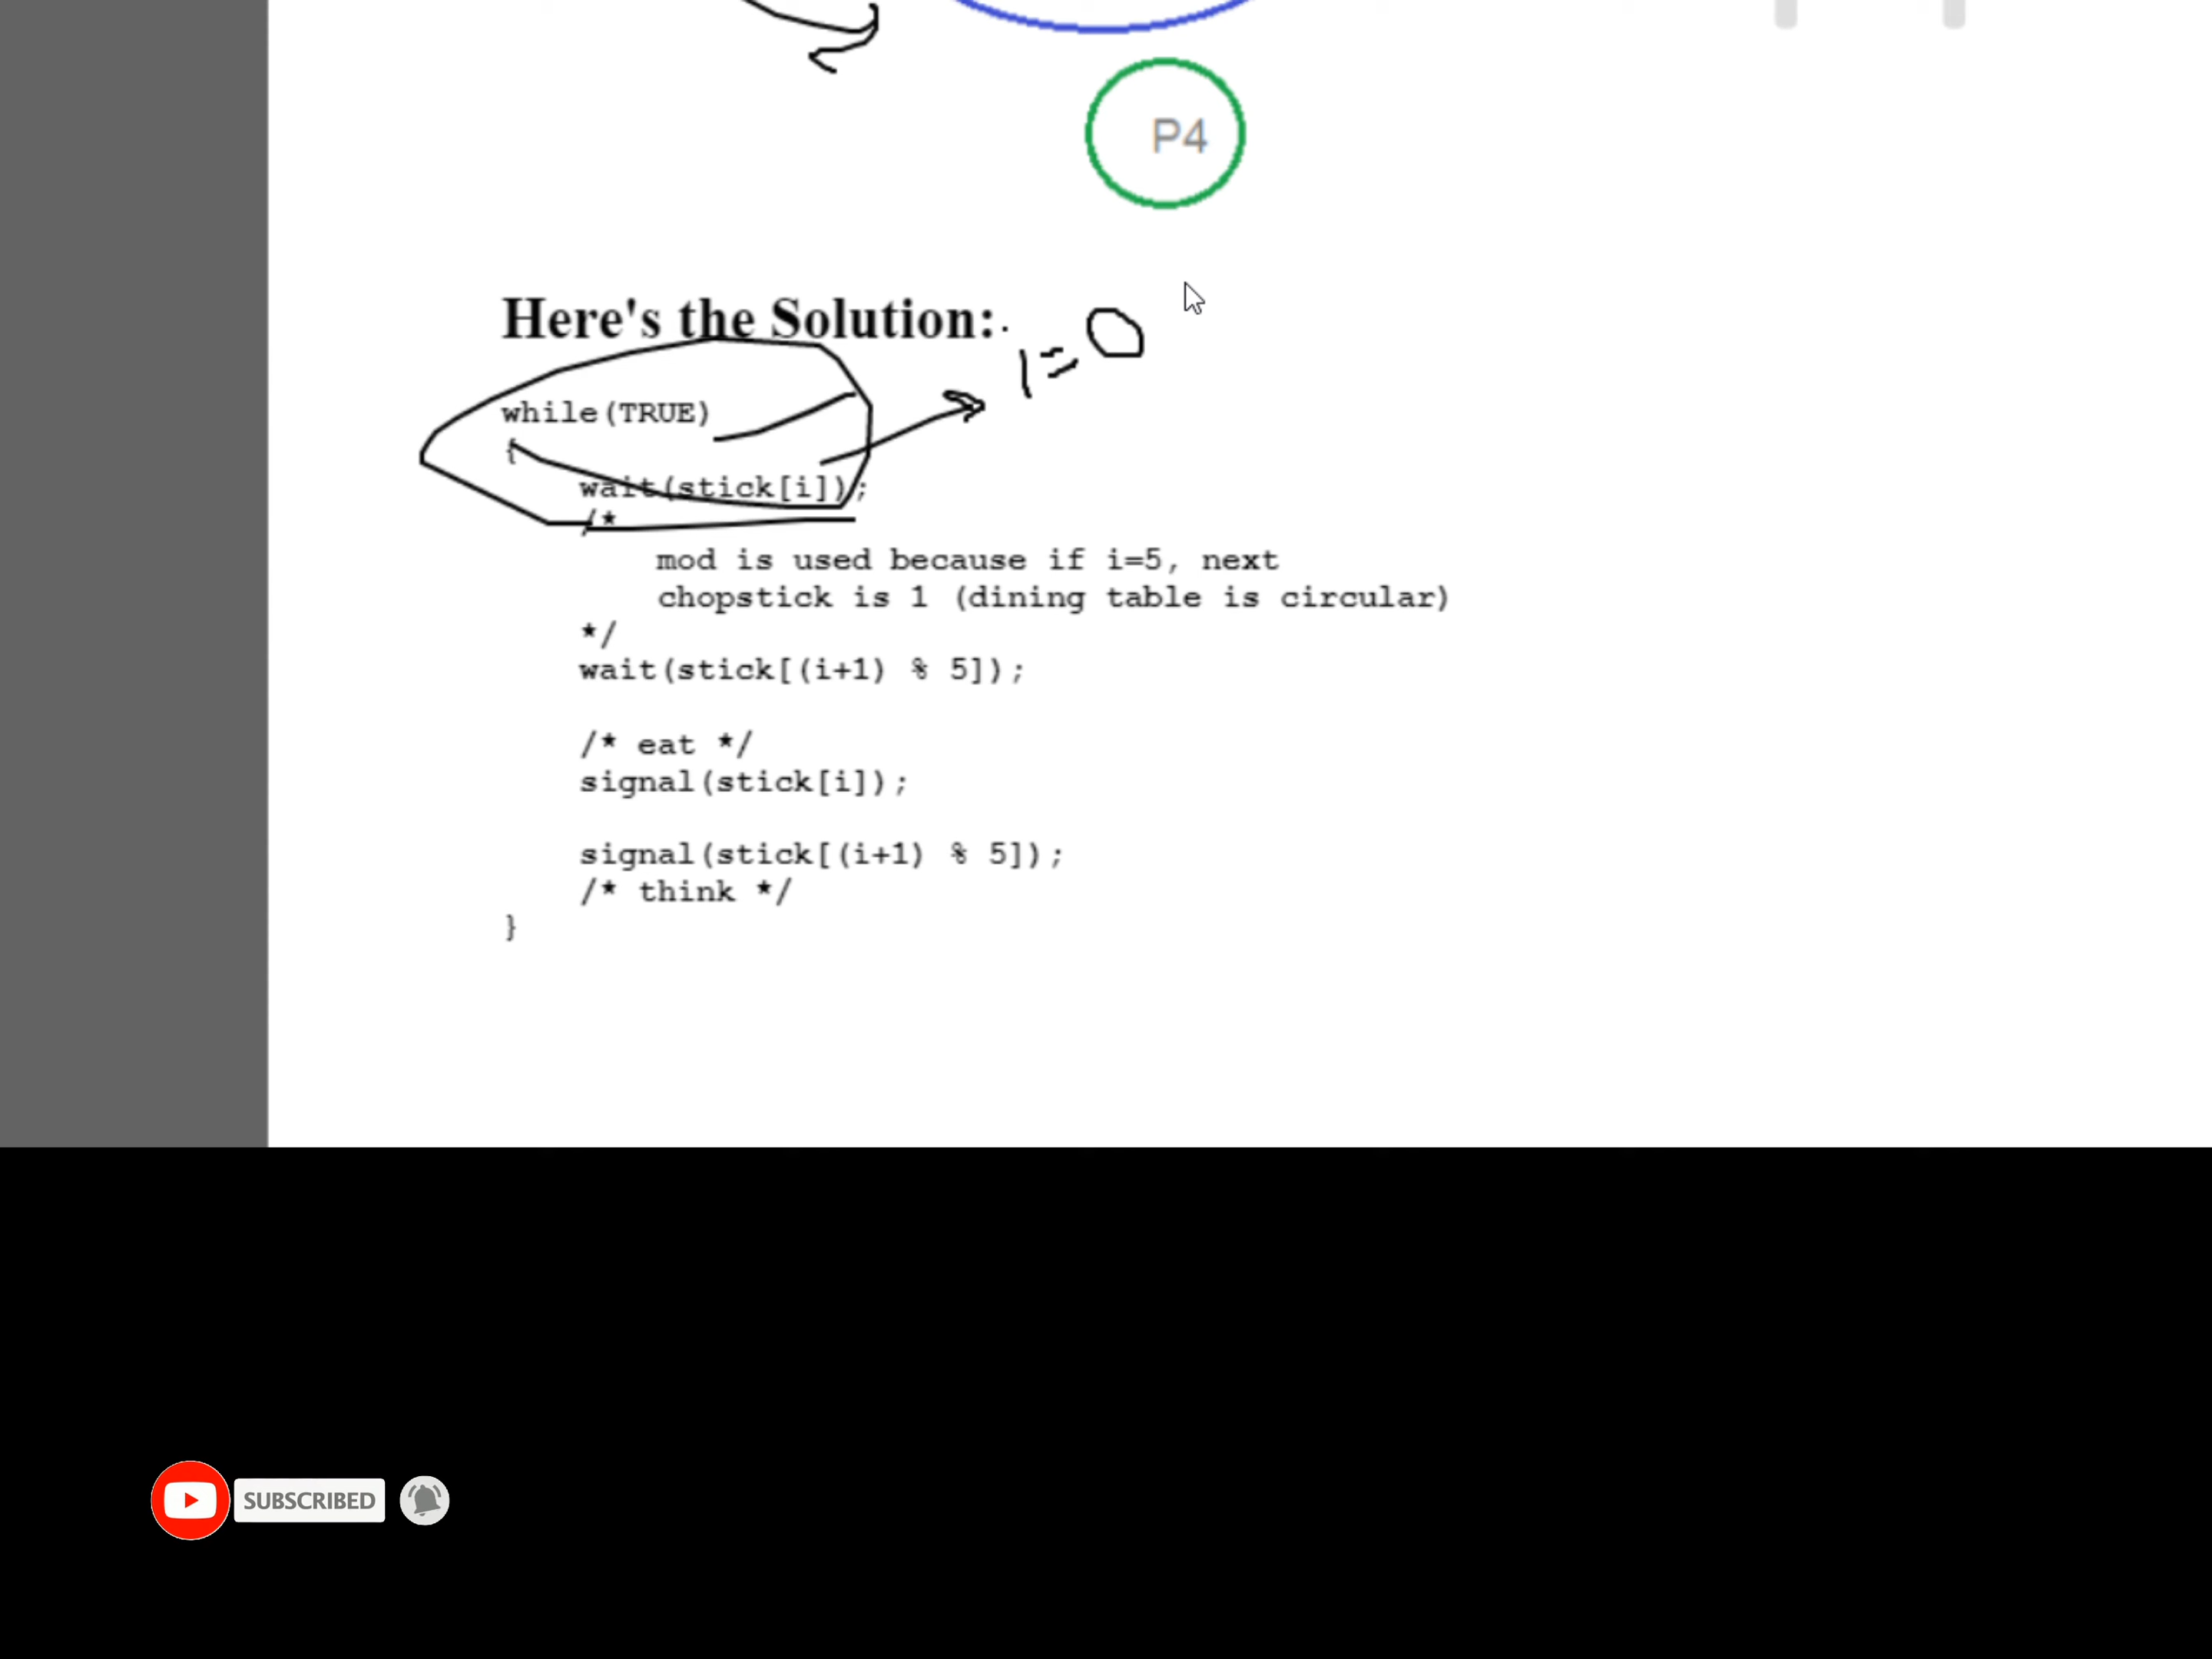 P4
Here's the Solution:
i=0
while(TRUE)
{
wait(stick[i]);
/*
mod is used because if i=5, next
chopstick is 1 (dining table is circular)
*/
wait(stick[(i+1) % 5]);
/* eat */
signal(stick[i]);
signal(stick[(i+1) % 5]);
/* think */
}
SUBSCRIBED